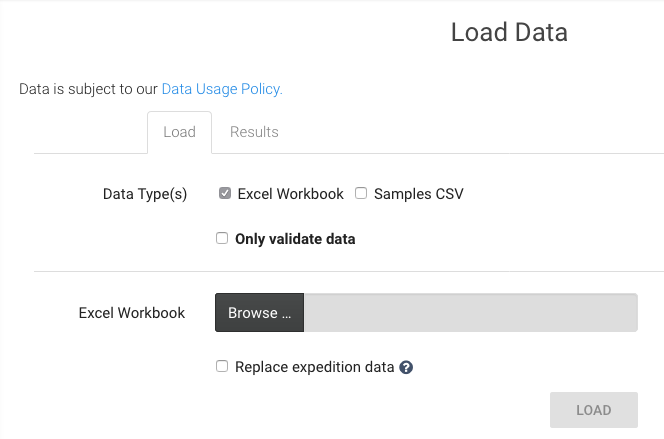 Load Data
Data is subject to our Data Usage Policy.
Load Results
Data Type(s) Excel Workbook Samples CSV
Only validate data
Excel Workbook Browse ...
Replace expedition data ?
LOAD